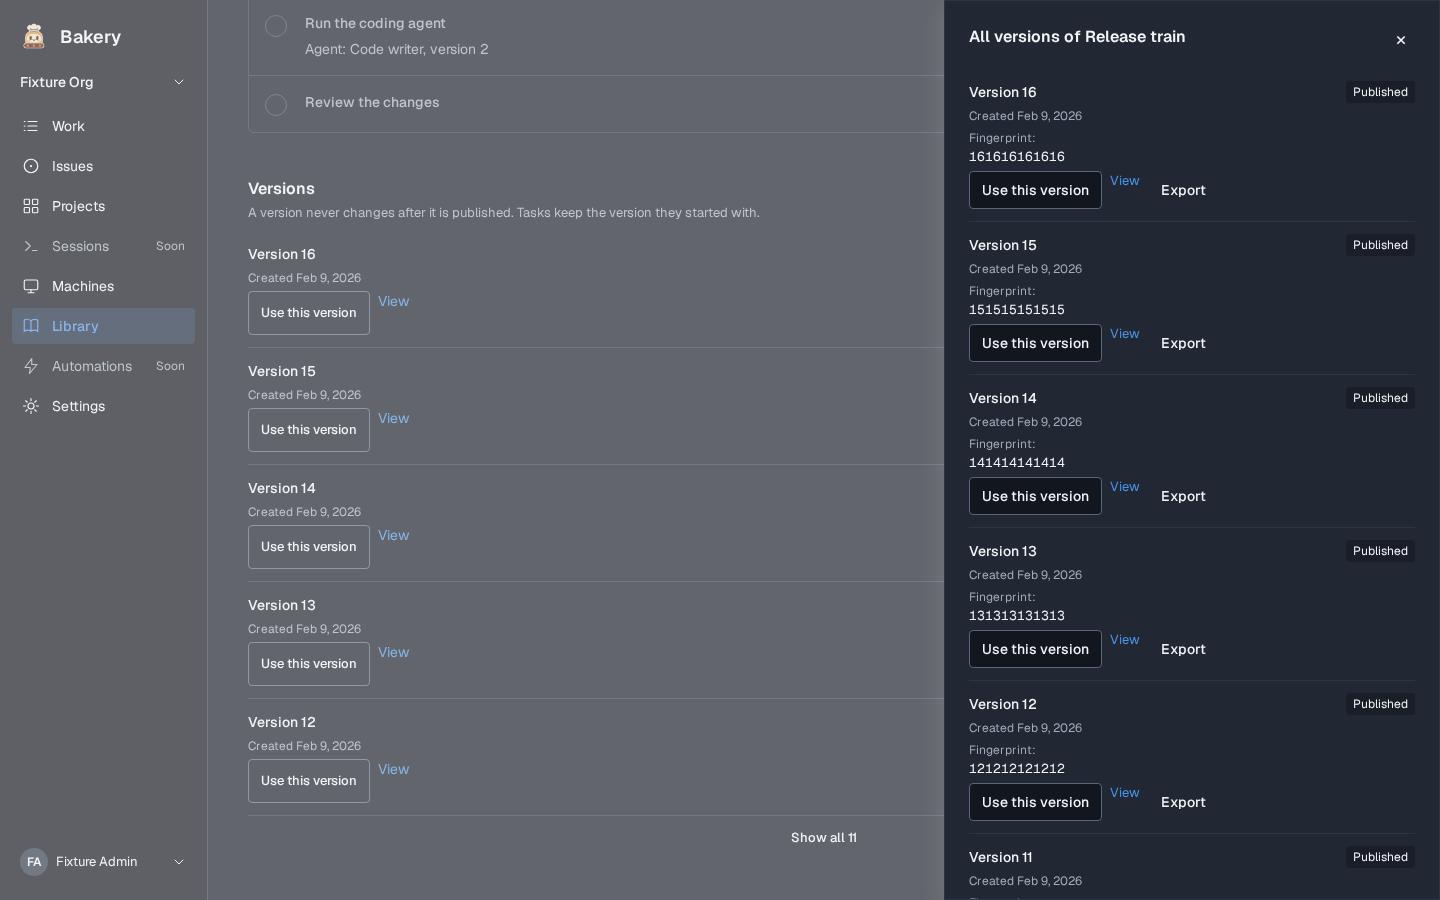 Bakery
Fixture Org
Work
Issues
Projects
Sessions Soon
Machines
Library
Automations Soon
Settings
FA Fixture Admin
Run the coding agent
Agent: Code writer, version 2
Review the changes
Versions
A version never changes after it is published. Tasks keep the version they started with.
Version 16
Created Feb 9, 2026
Use this version View
Version 15
Created Feb 9, 2026
Use this version View
Version 14
Created Feb 9, 2026
Use this version View
Version 13
Created Feb 9, 2026
Use this version View
Version 12
Created Feb 9, 2026
Use this version View
Show all 11
All versions of Release train
Version 16 Published
Created Feb 9, 2026
Fingerprint:
161616161616
Use this version View Export
Version 15 Published
Created Feb 9, 2026
Fingerprint:
151515151515
Use this version View Export
Version 14 Published
Created Feb 9, 2026
Fingerprint:
141414141414
Use this version View Export
Version 13 Published
Created Feb 9, 2026
Fingerprint:
131313131313
Use this version View Export
Version 12 Published
Created Feb 9, 2026
Fingerprint:
121212121212
Use this version View Export
Version 11 Published
Created Feb 9, 2026